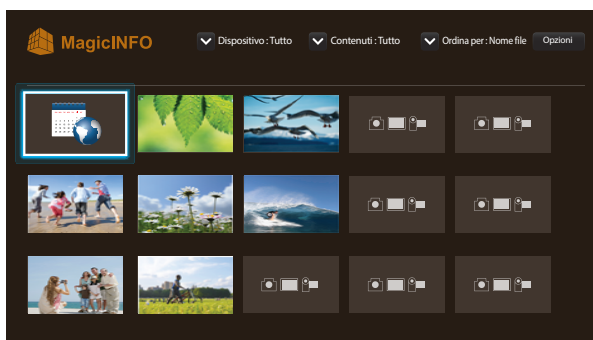 MagicINFO
Dispositivo : Tutto
Contenuti : Tutto
Ordina per : Nome file
Opzioni